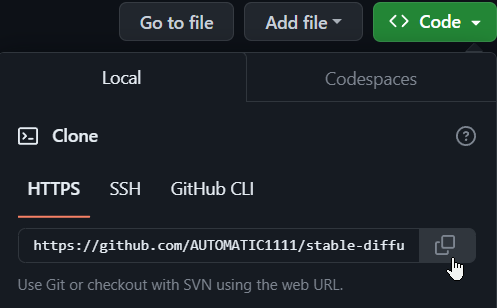 Go to file Add file <> Code
Local Codespaces
Clone
HTTPS SSH GitHub CLI
https://github.com/AUTOMATIC1111/stable-diffu
Use Git or checkout with SVN using the web URL.